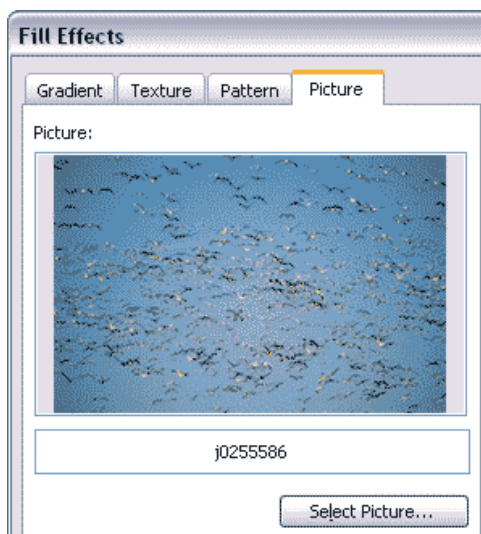 Fill Effects
Gradient Texture Pattern Picture
Picture:
j0255586
Select Picture...